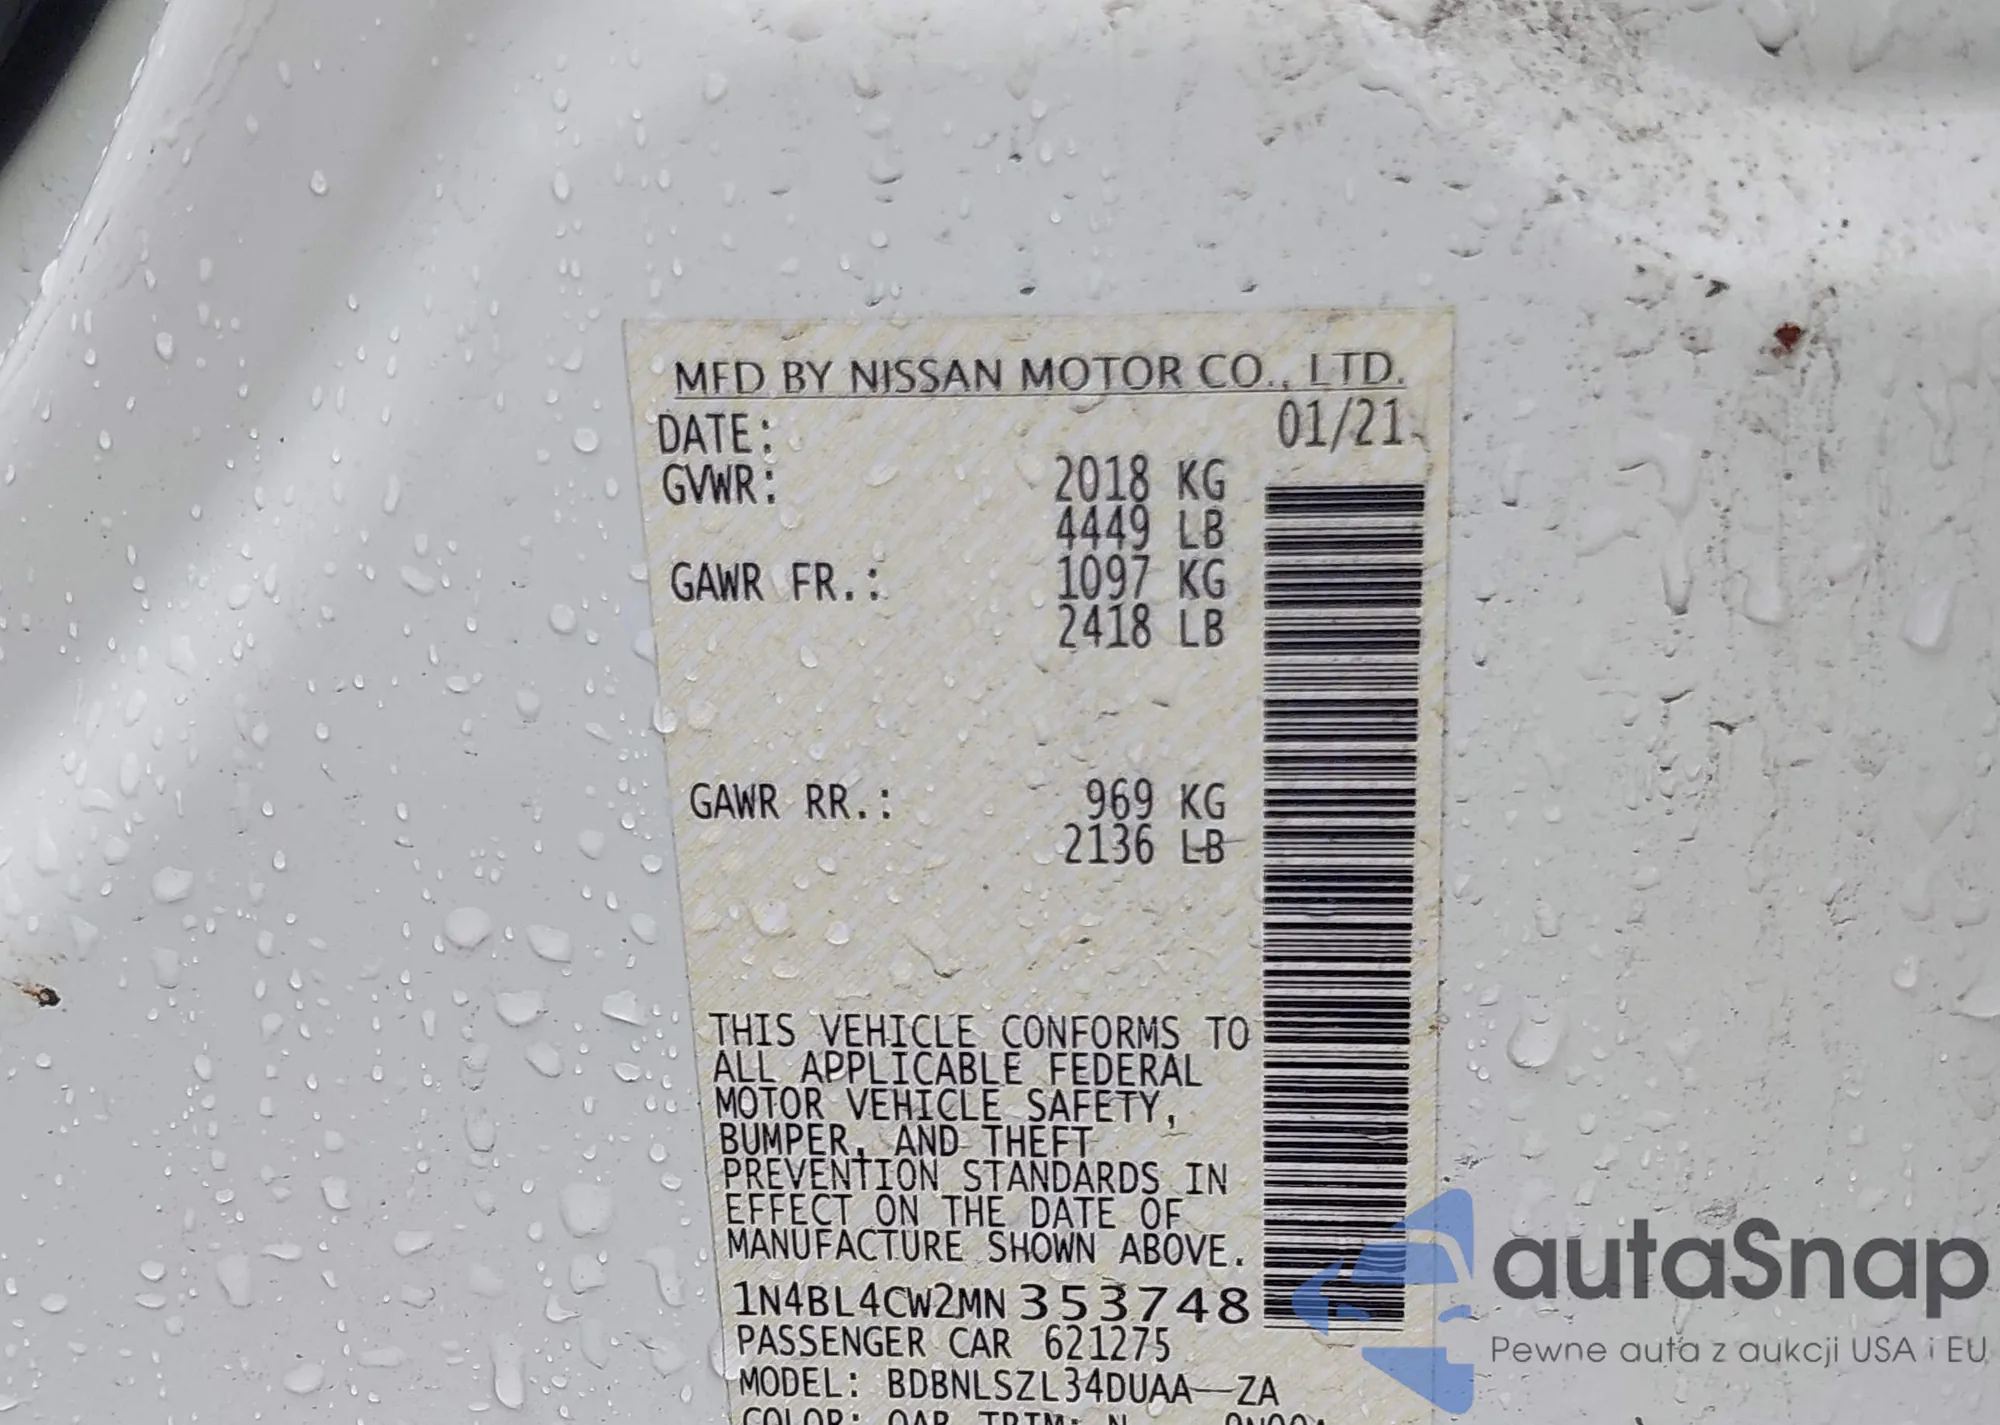 MFD BY NISSAN MOTOR CO., LTD.
DATE: 01/21
GVWR: 2018 KG
4449 LB
GAWR FR.: 1097 KG
2418 LB
GAWR RR.: 969 KG
2136 LB
THIS VEHICLE CONFORMS TO
ALL APPLICABLE FEDERAL
MOTOR VEHICLE SAFETY,
BUMPER, AND THEFT
PREVENTION STANDARDS IN
EFFECT ON THE DATE OF
MANUFACTURE SHOWN ABOVE.
1N4BL4CW2MN353748
PASSENGER CAR 621275
MODEL: BDBNLSZL34DUAA—ZA
COLOR: QAB TRIM: N
autaSnap
Pewne auta z aukcji USA i EU